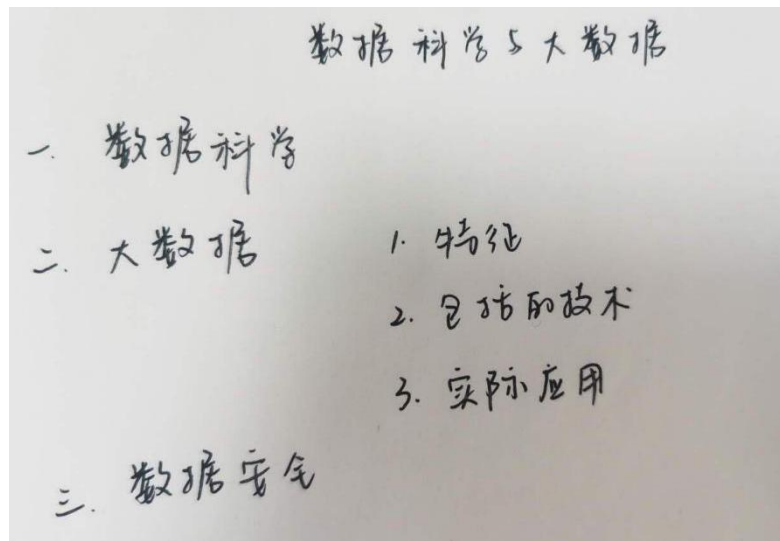 数据科学与大数据
一. 数据科学
二. 大数据
1. 特征
2. 包括的技术
3. 实际应用
三. 数据安全